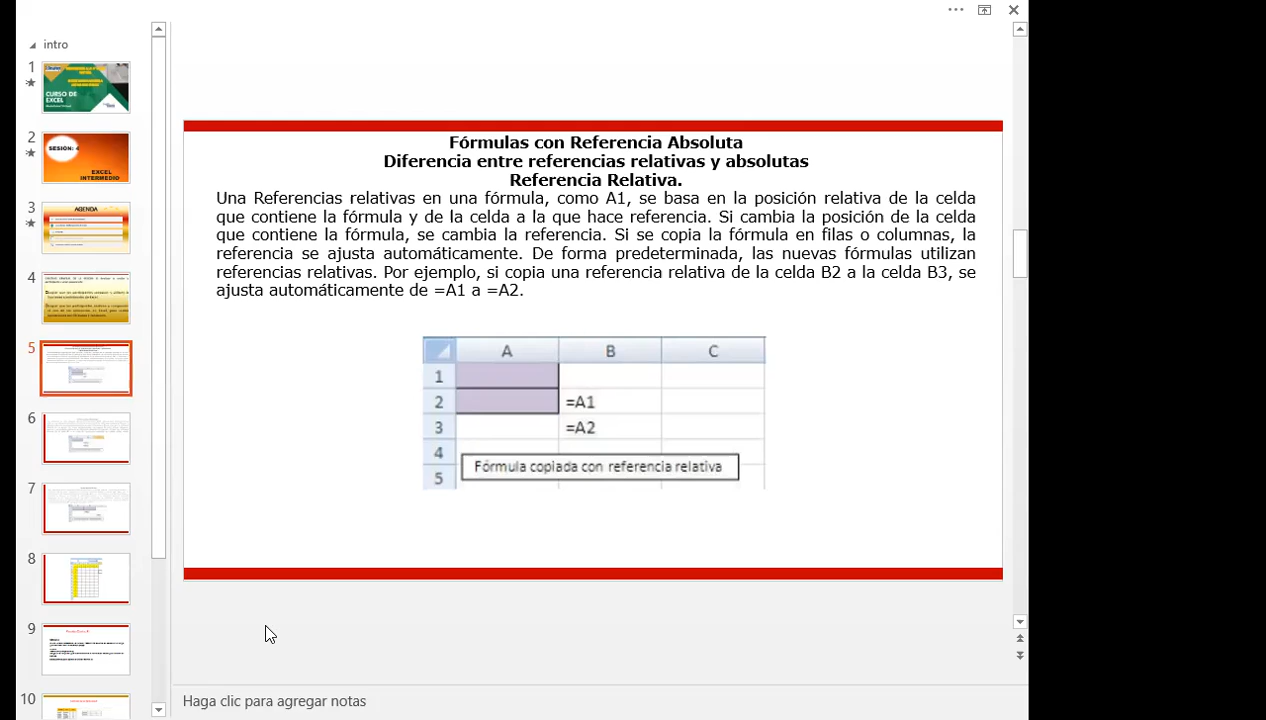 intro
1
CURSO DE
EXCEL
2
SESION: 4
EXCEL
INTERMEDIO
3
AGENDA
4
5
6
7
8
9
10
Fórmulas con Referencia Absoluta
Diferencia entre referencias relativas y absolutas
Referencia Relativa.
Una Referencias relativas en una fórmula, como A1, se basa en la posición relativa de la celda
que contiene la fórmula y de la celda a la que hace referencia. Si cambia la posición de la celda
que contiene la fórmula, se cambia la referencia. Si se copia la fórmula en filas o columnas, la
referencia se ajusta automáticamente. De forma predeterminada, las nuevas fórmulas utilizan
referencias relativas. Por ejemplo, si copia una referencia relativa de la celda B2 a la celda B3, se
ajusta automáticamente de =A1 a =A2.
A B C
1
2 =A1
3 =A2
4
Fórmula copiada con referencia relativa
5
Haga clic para agregar notas